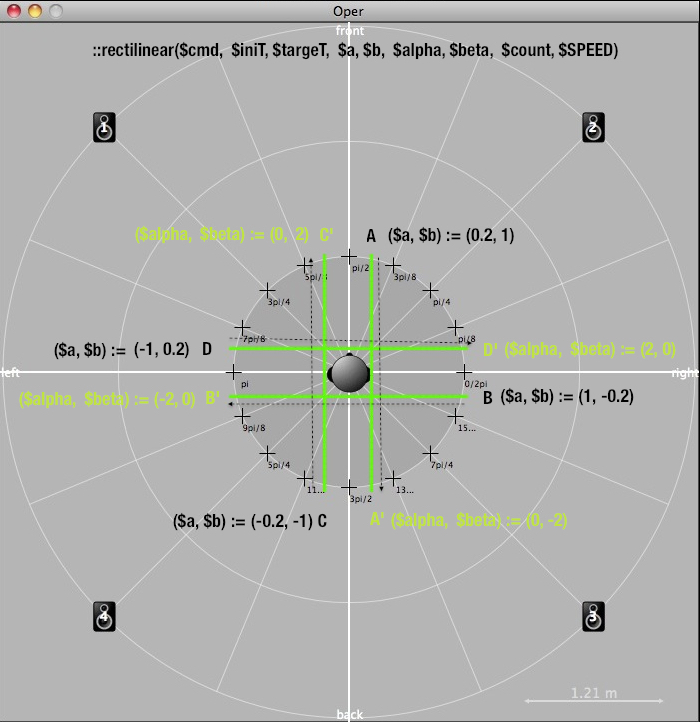 Oper
front
::rectilinear($cmd, $iniT, $targeT, $a, $b, $alpha, $beta, $count, $SPEED)
1
2
($alpha, $beta) := (0, 2) C' A ($a, $b) := (0.2, 1)
5pi/8 pi/2 3pi/8
3pi/4 pi/4
7pi/8 pi/8
($a, $b) := (-1, 0.2) D D' ($alpha, $beta) := (2, 0)
left right
pi 0/2pi
($alpha, $beta) := (-2, 0) B' B ($a, $b) := (1, -0.2)
9pi/8 15...
5pi/4 7pi/4
11... 3pi/2 13...
($a, $b) := (-0.2, -1) C A' ($alpha, $beta) := (0, -2)
4
3
1.21 m
back